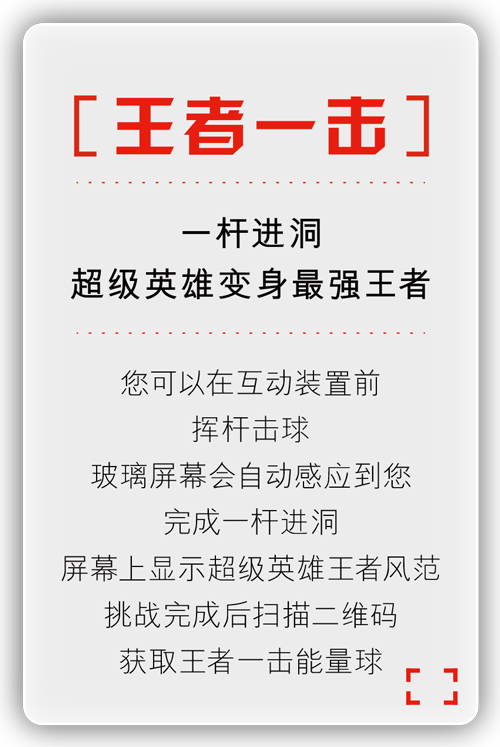 [王者一击]
一杆进洞
超级英雄变身最强王者
您可以在互动装置前
挥杆击球
玻璃屏幕会自动感应到您
完成一杆进洞
屏幕上显示超级英雄王者风范
挑战完成后扫描二维码
获取王者一击能量球